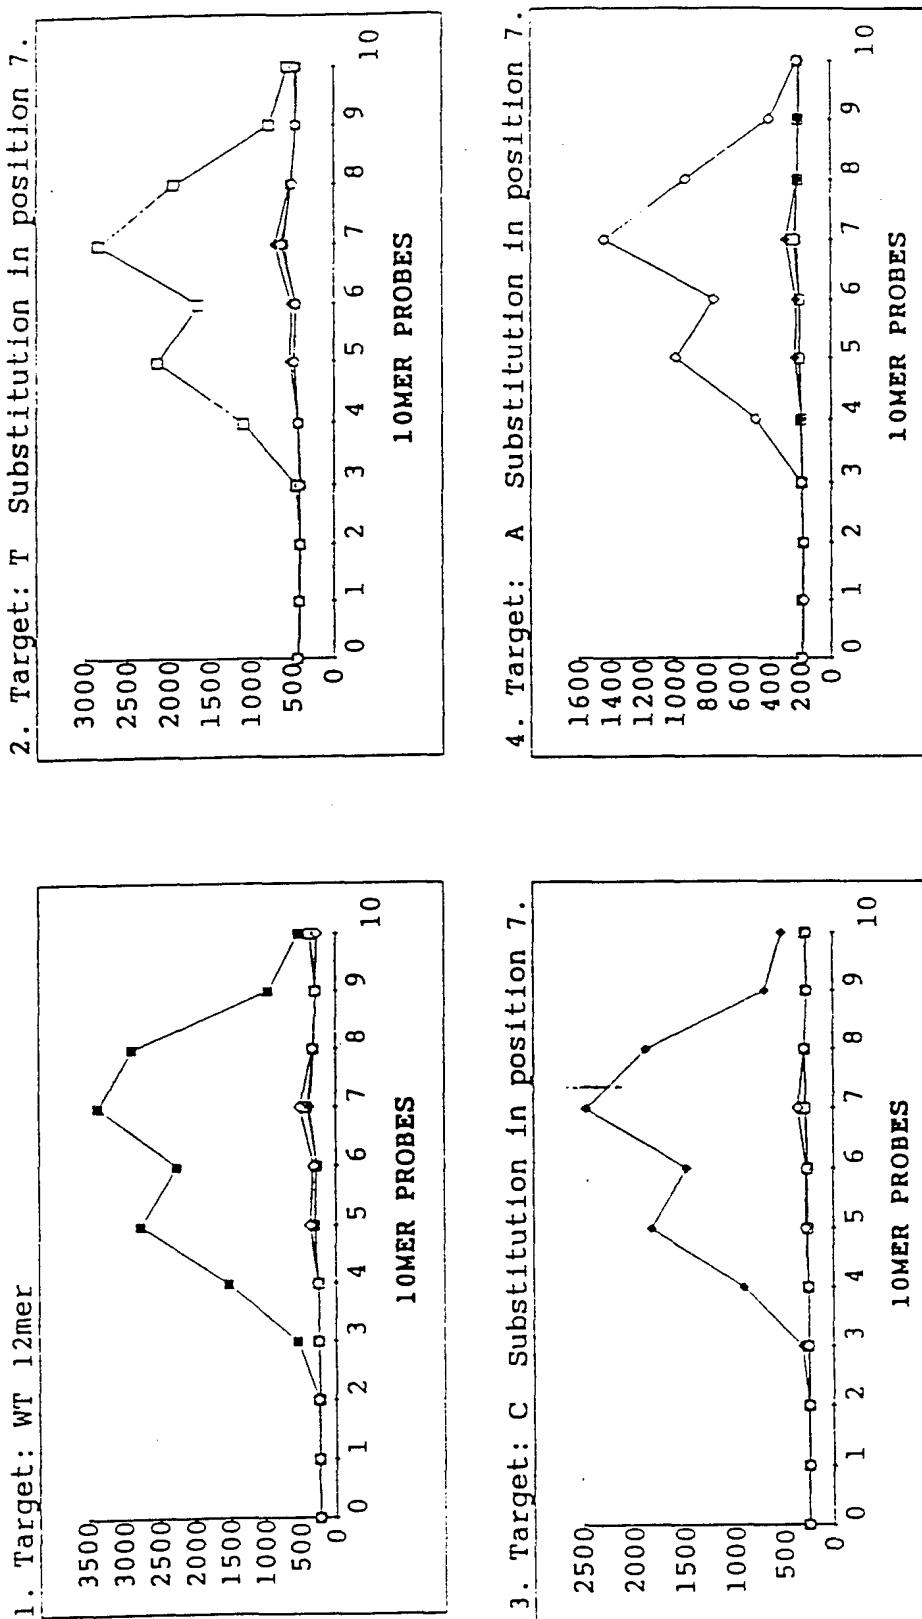 1. Target: WT 12mer
3500
3000
2500
2000
1500
1000
500
0
0 1 2 3 4 5 6 7 8 9 10
10MER PROBES
2. Target: T Substitution in position 7.
3000
2500
2000
1500
1000
500
0
0 1 2 3 4 5 6 7 8 9 10
10MER PROBES
3. Target: C Substitution in position 7.
2500
2000
1500
1000
500
0
0 1 2 3 4 5 6 7 8 9 10
10MER PROBES
4. Target: A Substitution in position 7.
1600
1400
1200
1000
800
600
400
200
0
0 1 2 3 4 5 6 7 8 9 10
10MER PROBES